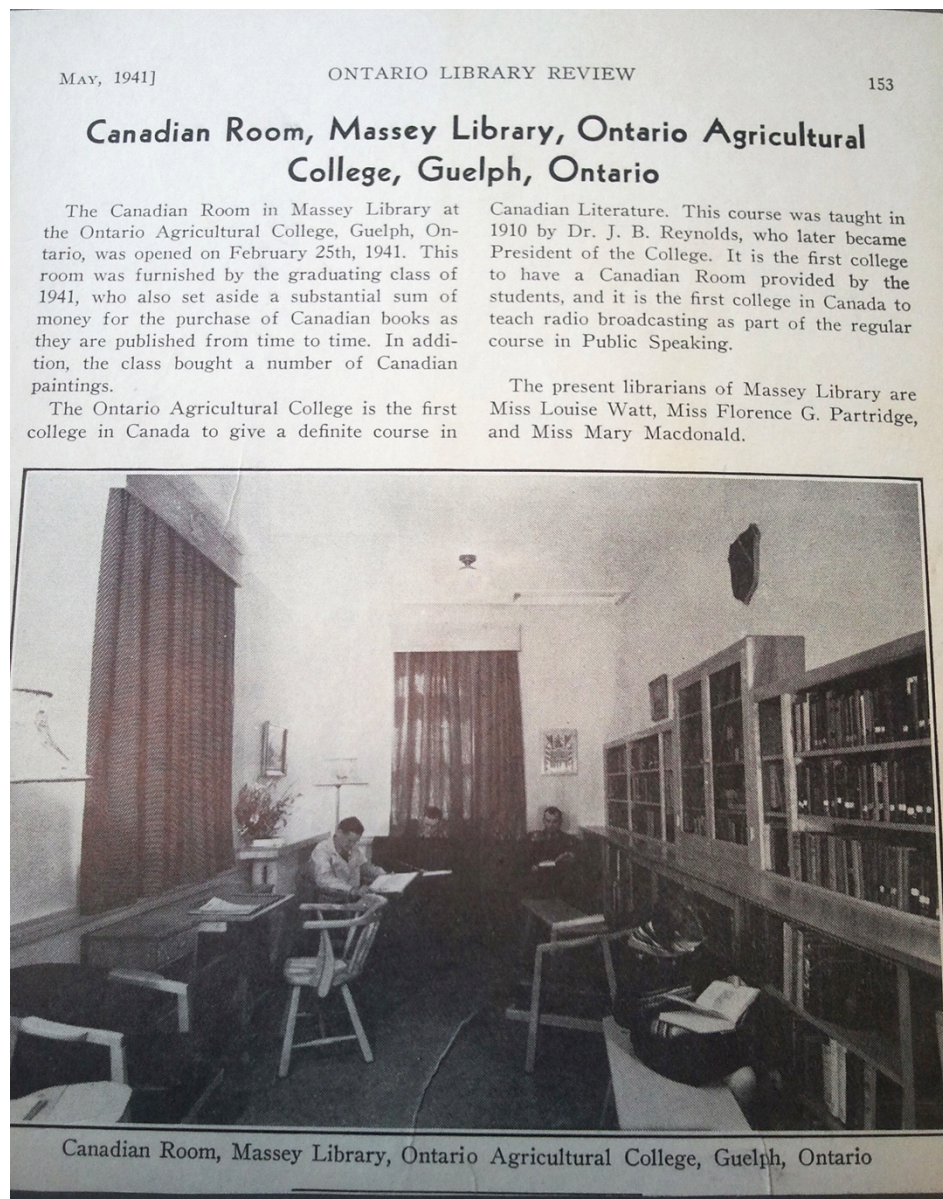 MAY, 1941]
ONTARIO LIBRARY REVIEW
153
Canadian Room, Massey Library, Ontario Agricultural
College, Guelph, Ontario
The Canadian Room in Massey Library at
the Ontario Agricultural College, Guelph, On-
tario, was opened on February 25th, 1941. This
room was furnished by the graduating class of
1941, who also set aside a substantial sum of
money for the purchase of Canadian books as
they are published from time to time. In addi-
tion, the class bought a number of Canadian
paintings.
The Ontario Agricultural College is the first
college in Canada to give a definite course in
Canadian Literature. This course was taught in
1910 by Dr. J. B. Reynolds, who later became
President of the College. It is the first college
to have a Canadian Room provided by the
students, and it is the first college in Canada to
teach radio broadcasting as part of the regular
course in Public Speaking.
The present librarians of Massey Library are
Miss Louise Watt, Miss Florence G. Partridge,
and Miss Mary Macdonald.
Canadian Room, Massey Library, Ontario Agricultural College, Guelph, Ontario